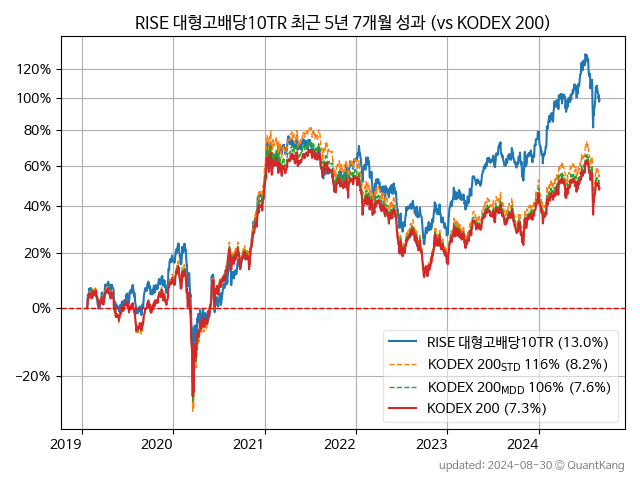 RISE 대형고배당10TR 최근 5년 7개월 성과 (vs KODEX 200)
120%
100%
80%
60%
40%
20%
0%
−20%
2019
2020
2021
2022
2023
2024
RISE 대형고배당10TR (13.0%)
KODEX 200STD 116% (8.2%)
KODEX 200MDD 106% (7.6%)
KODEX 200 (7.3%)
updated: 2024-08-30 © QuantKang